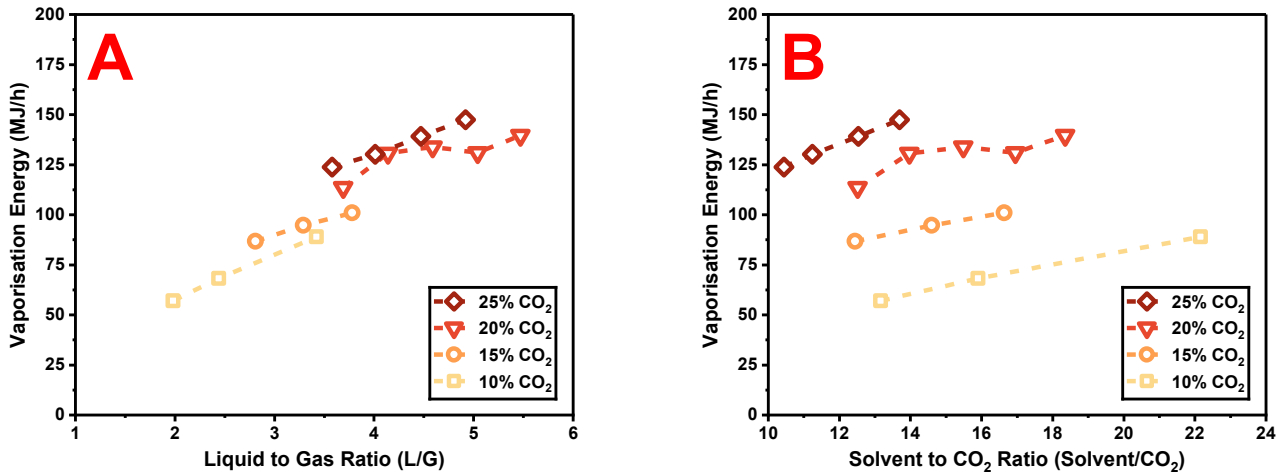 A
Vaporisation Energy (MJ/h)
200
175
150
125
100
75
50
25
0
1 2 3 4 5 6
Liquid to Gas Ratio (L/G)
25% CO₂
20% CO₂
15% CO₂
10% CO₂
B
Vaporisation Energy (MJ/h)
200
175
150
125
100
75
50
25
0
10 12 14 16 18 20 22 24
Solvent to CO₂ Ratio (Solvent/CO₂)
25% CO₂
20% CO₂
15% CO₂
10% CO₂